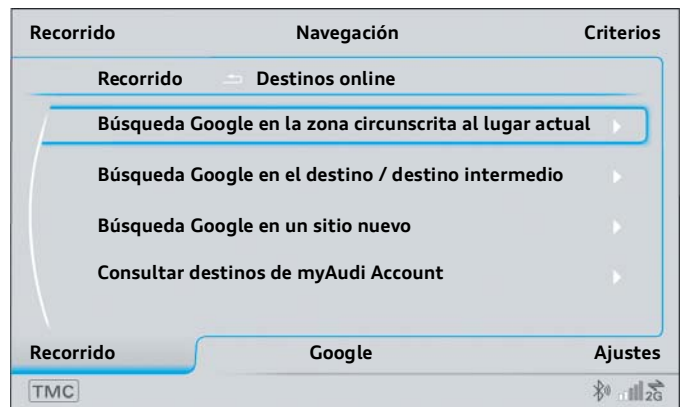 Recorrido Navegación Criterios
Recorrido Destinos online
Búsqueda Google en la zona circunscrita al lugar actual
Búsqueda Google en el destino / destino intermedio
Búsqueda Google en un sitio nuevo
Consultar destinos de myAudi Account
Recorrido Google Ajustes
TMC 2G